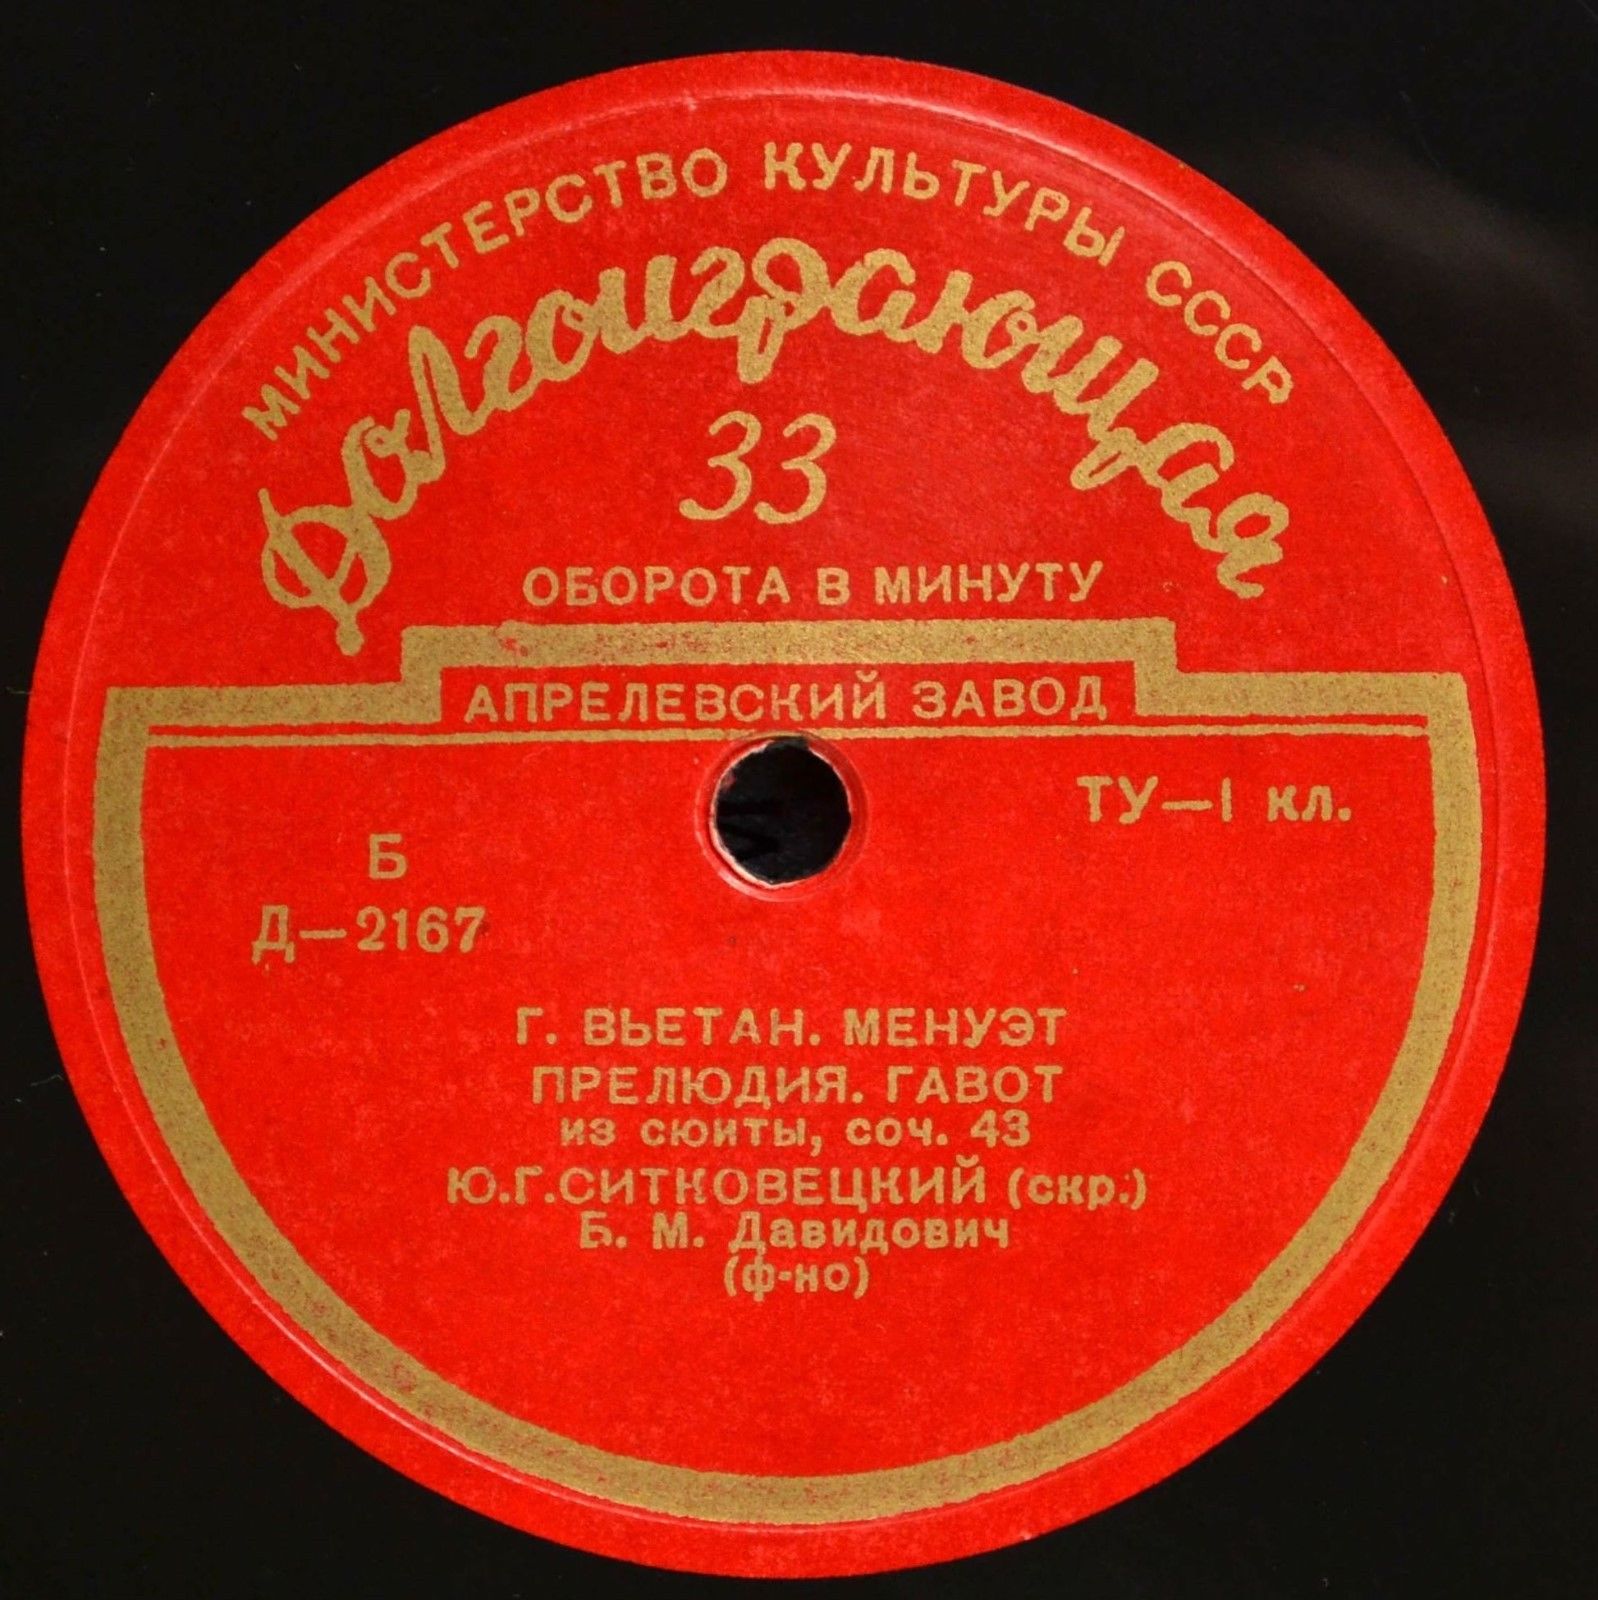 МИНИСТЕРСТВО КУЛЬТУРЫ СССР
Долгоиграющая
33
ОБОРОТА В МИНУТУ
АПРЕЛЕВСКИЙ ЗАВОД
ТУ—1 кл.
Б
Д—2167
Г. ВЬЕТАН. МЕНУЭТ
ПРЕЛЮДИЯ. ГАВОТ
из сюиты, соч. 43
Ю.Г.СИТКОВЕЦКИЙ (скр.)
Б. М. Давидович
(ф-но)